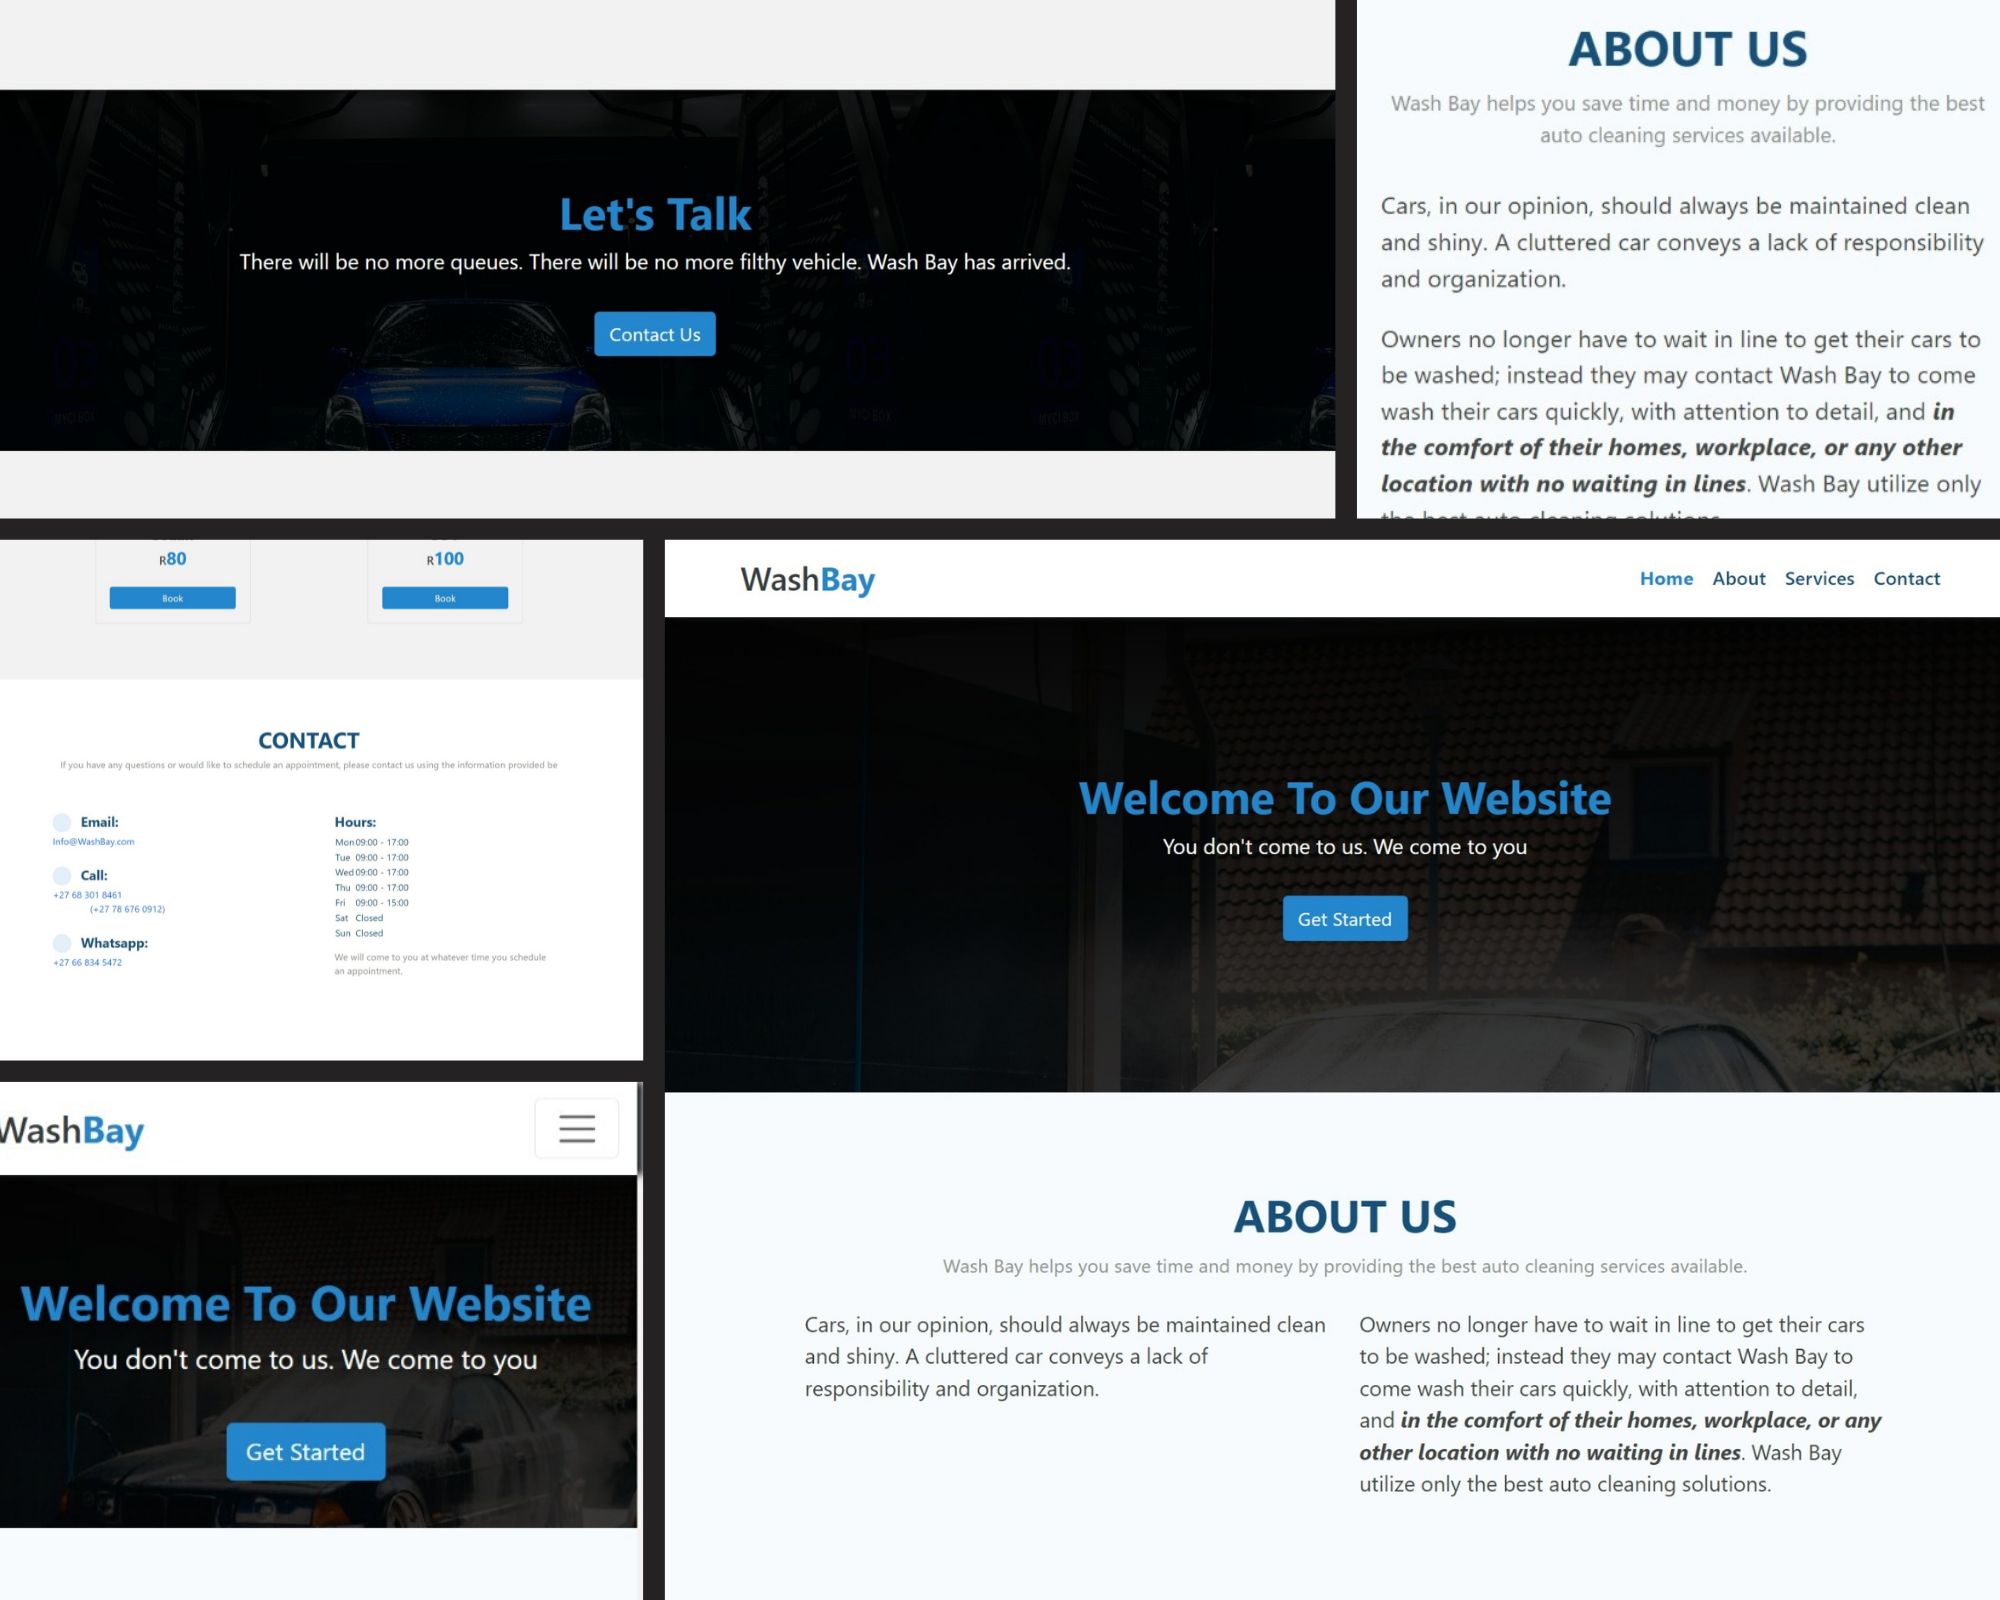 Let's Talk
There will be no more queues. There will be no more filthy vehicle. Wash Bay has arrived.
Contact Us
ABOUT US
Wash Bay helps you save time and money by providing the best
auto cleaning services available.
Cars, in our opinion, should always be maintained clean
and shiny. A cluttered car conveys a lack of responsibility
and organization.
Owners no longer have to wait in line to get their cars to
be washed; instead they may contact Wash Bay to come
wash their cars quickly, with attention to detail, and in
the comfort of their homes, workplace, or any other
location with no waiting in lines. Wash Bay utilize only
the best auto cleaning solutions.
R80
R100
Book
Book
CONTACT
If you have any questions or would like to schedule an appointment, please contact us using the information provided be
Email:
Info@WashBay.com
Call:
+27 68 301 8461
(+27 78 676 0912)
Whatsapp:
+27 66 834 5472
Hours:
Mon 09:00 - 17:00
Tue 09:00 - 17:00
Wed 09:00 - 17:00
Thu 09:00 - 17:00
Fri 09:00 - 15:00
Sat Closed
Sun Closed
We will come to you at whatever time you schedule
an appointment.
WashBay
Home About Services Contact
Welcome To Our Website
You don't come to us. We come to you
Get Started
ABOUT US
Wash Bay helps you save time and money by providing the best auto cleaning services available.
Cars, in our opinion, should always be maintained clean
and shiny. A cluttered car conveys a lack of
responsibility and organization.
Owners no longer have to wait in line to get their cars
to be washed; instead they may contact Wash Bay to
come wash their cars quickly, with attention to detail,
and in the comfort of their homes, workplace, or any
other location with no waiting in lines. Wash Bay
utilize only the best auto cleaning solutions.
WashBay
Welcome To Our Website
You don't come to us. We come to you
Get Started